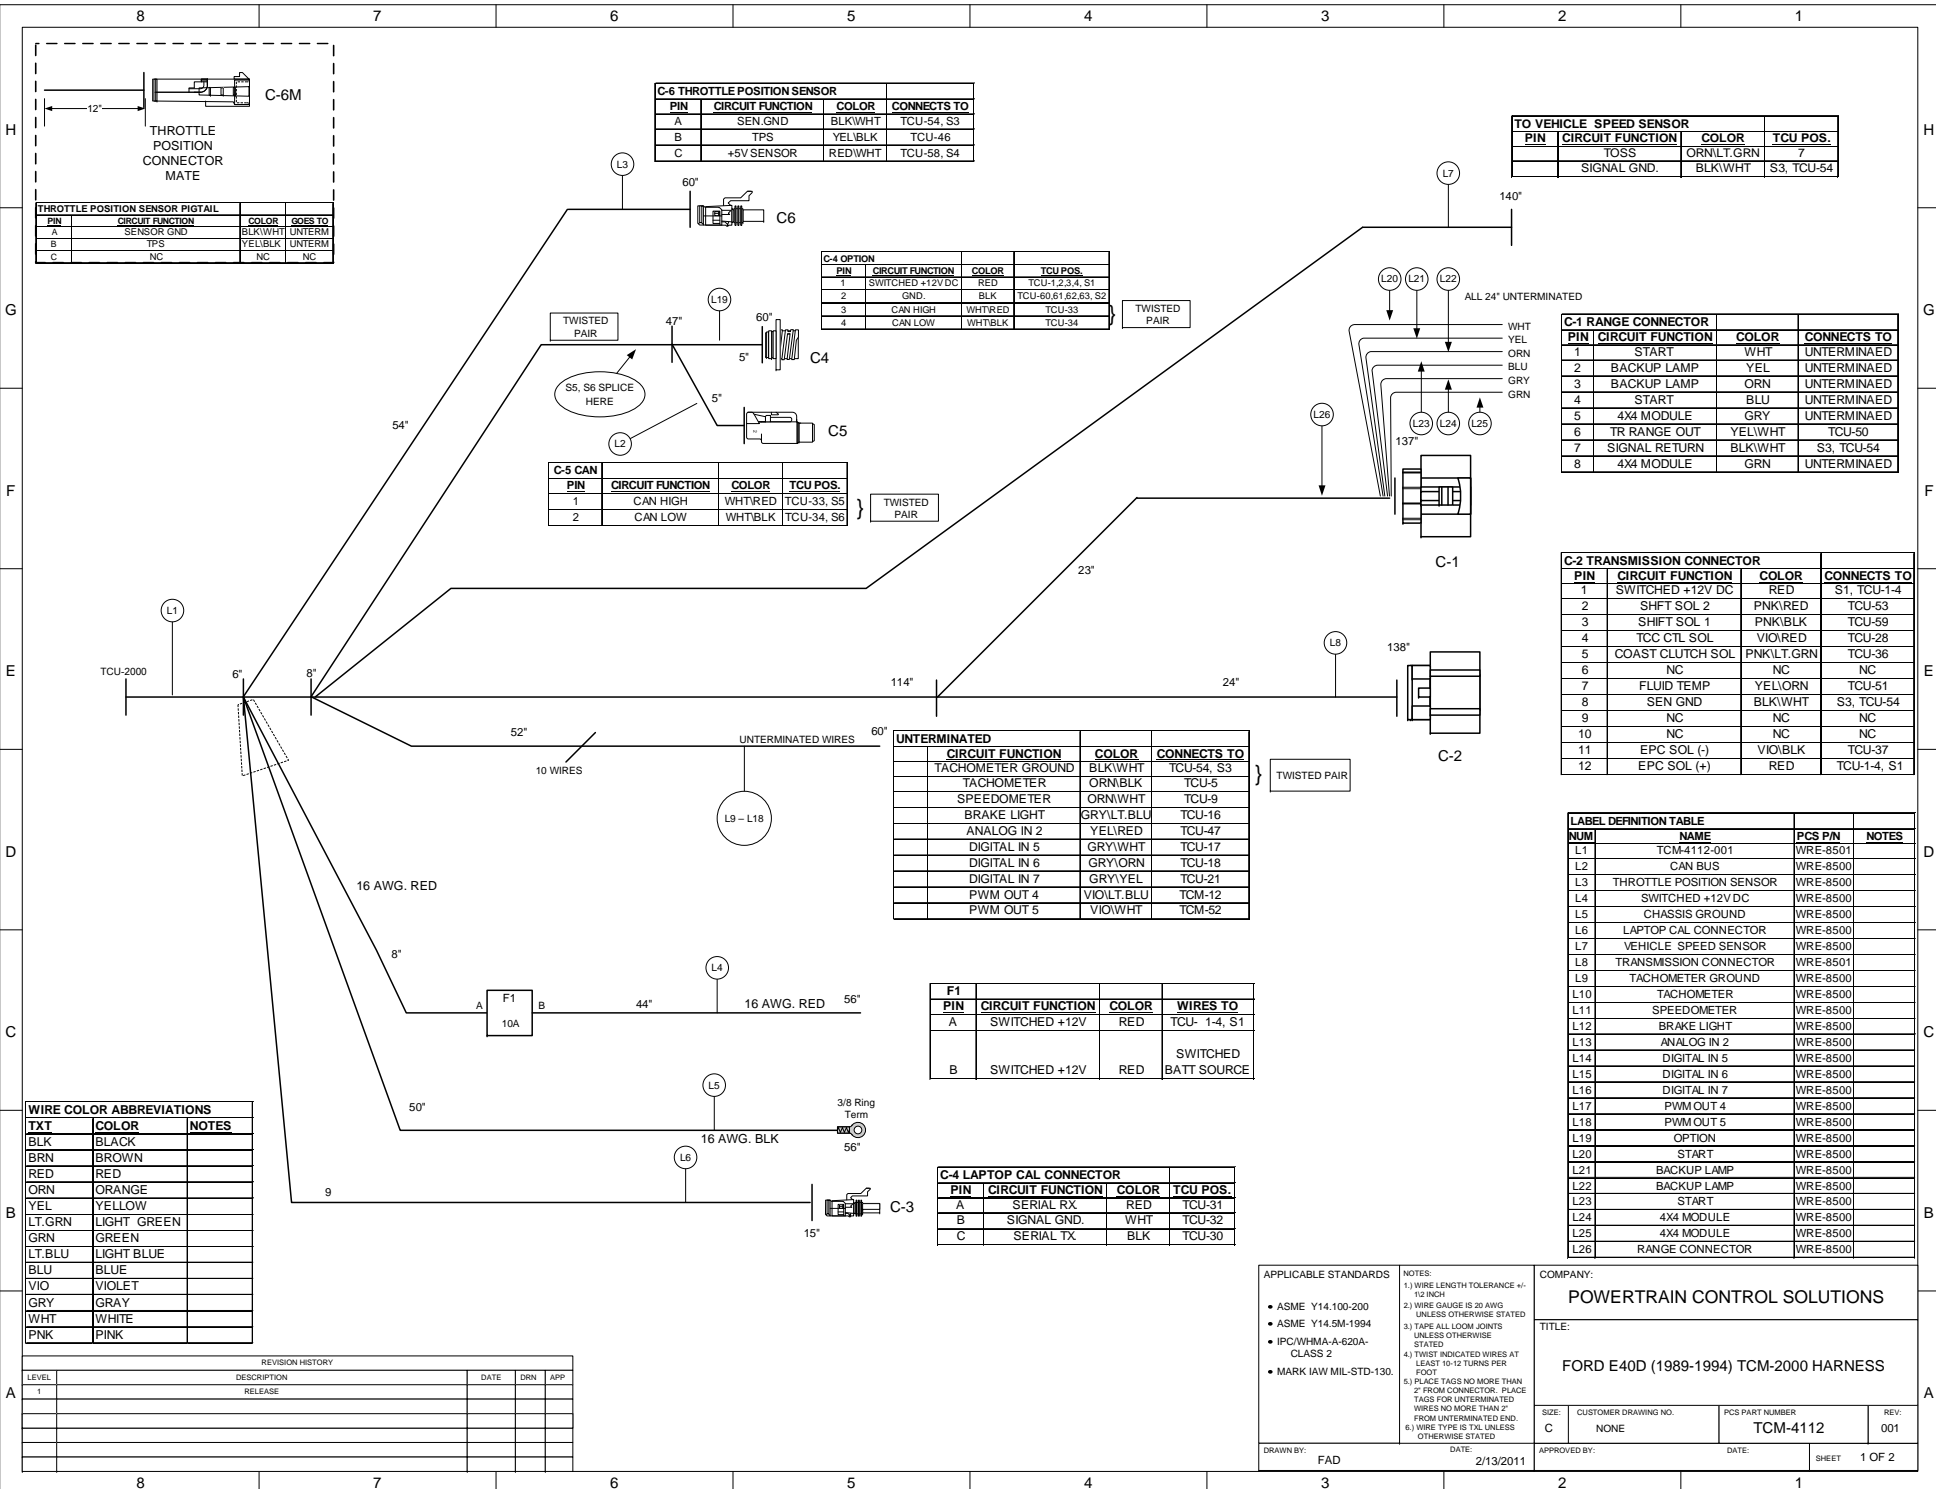 8 7 6 5 4 3 2 1
H
G
F
E
D
C
B
A
12"
C-6M
THROTTLE
POSITION
CONNECTOR
MATE
THROTTLE POSITION SENSOR PIGTAIL
PIN CIRCUIT FUNCTION COLOR GOES TO
A SENSOR GND BLK\WHT UNTERM
B TPS YEL\BLK UNTERM
C NC NC NC
C-6 THROTTLE POSITION SENSOR
PIN CIRCUIT FUNCTION COLOR CONNECTS TO
A SEN.GND BLK\WHT TCU-54, S3
B TPS YEL\BLK TCU-46
C +5V SENSOR RED\WHT TCU-58, S4
L3
60"
C6
TO VEHICLE SPEED SENSOR
PIN CIRCUIT FUNCTION COLOR TCU POS.
TOSS ORN\LT.GRN 7
SIGNAL GND. BLK\WHT S3, TCU-54
L7
140"
C-4 OPTION
PIN CIRCUIT FUNCTION COLOR TCU POS.
1 SWITCHED +12V DC RED TCU-1,2,3,4, S1
2 GND. BLK TCU-60,61,62,63, S2
3 CAN HIGH WHT\RED TCU-33
4 CAN LOW WHT\BLK TCU-34
} TWISTED
PAIR
TWISTED
PAIR
47"
L19
60"
5"
C4
S5, S6 SPLICE
HERE
5"
L2
C5
54"
C-5 CAN
PIN CIRCUIT FUNCTION COLOR TCU POS.
1 CAN HIGH WHT\RED TCU-33, S5
2 CAN LOW WHT\BLK TCU-34, S6
} TWISTED
PAIR
L20 L21 L22
ALL 24" UNTERMINATED
WHT
YEL
ORN
BLU
GRY
GRN
L23 L24 L25
L26
137"
C-1
C-1 RANGE CONNECTOR
PIN CIRCUIT FUNCTION COLOR CONNECTS TO
1 START WHT UNTERMINAED
2 BACKUP LAMP YEL UNTERMINAED
3 BACKUP LAMP ORN UNTERMINAED
4 START BLU UNTERMINAED
5 4X4 MODULE GRY UNTERMINAED
6 TR RANGE OUT YEL\WHT TCU-50
7 SIGNAL RETURN BLK\WHT S3, TCU-54
8 4X4 MODULE GRN UNTERMINAED
23"
C-2 TRANSMISSION CONNECTOR
PIN CIRCUIT FUNCTION COLOR CONNECTS TO
1 SWITCHED +12V DC RED S1, TCU-1-4
2 SHFT SOL 2 PNK\RED TCU-53
3 SHIFT SOL 1 PNK\BLK TCU-59
4 TCC CTL SOL VIO\RED TCU-28
5 COAST CLUTCH SOL PNK\LT.GRN TCU-36
6 NC NC NC
7 FLUID TEMP YEL\ORN TCU-51
8 SEN GND BLK\WHT S3, TCU-54
9 NC NC NC
10 NC NC NC
11 EPC SOL (-) VIO\BLK TCU-37
12 EPC SOL (+) RED TCU-1-4, S1
L1
TCU-2000
6"
8"
114"
24"
L8
138"
C-2
52"
10 WIRES
UNTERMINATED WIRES
60"
L9 – L18
UNTERMINATED
CIRCUIT FUNCTION COLOR CONNECTS TO
TACHOMETER GROUND BLK\WHT TCU-54, S3
TACHOMETER ORN\BLK TCU-5
SPEEDOMETER ORN\WHT TCU-9
BRAKE LIGHT GRY\LT.BLU TCU-16
ANALOG IN 2 YEL\RED TCU-47
DIGITAL IN 5 GRY\WHT TCU-17
DIGITAL IN 6 GRY\ORN TCU-18
DIGITAL IN 7 GRY\YEL TCU-21
PWM OUT 4 VIO\LT.BLU TCM-12
PWM OUT 5 VIO\WHT TCM-52
} TWISTED PAIR
16 AWG. RED
8"
A F1 B
10A
44"
L4
16 AWG. RED
56"
F1
PIN CIRCUIT FUNCTION COLOR WIRES TO
A SWITCHED +12V RED TCU- 1-4, S1
B SWITCHED +12V RED SWITCHED
BATT SOURCE
50"
L5
16 AWG. BLK
3/8 Ring
Term
56"
9
L6
15"
C-3
C-4 LAPTOP CAL CONNECTOR
PIN CIRCUIT FUNCTION COLOR TCU POS.
A SERIAL RX RED TCU-31
B SIGNAL GND. WHT TCU-32
C SERIAL TX BLK TCU-30
LABEL DEFINITION TABLE
NUM NAME PCS P/N NOTES
L1 TCM-4112-001 WRE-8501
L2 CAN BUS WRE-8500
L3 THROTTLE POSITION SENSOR WRE-8500
L4 SWITCHED +12V DC WRE-8500
L5 CHASSIS GROUND WRE-8500
L6 LAPTOP CAL CONNECTOR WRE-8500
L7 VEHICLE SPEED SENSOR WRE-8500
L8 TRANSMISSION CONNECTOR WRE-8501
L9 TACHOMETER GROUND WRE-8500
L10 TACHOMETER WRE-8500
L11 SPEEDOMETER WRE-8500
L12 BRAKE LIGHT WRE-8500
L13 ANALOG IN 2 WRE-8500
L14 DIGITAL IN 5 WRE-8500
L15 DIGITAL IN 6 WRE-8500
L16 DIGITAL IN 7 WRE-8500
L17 PWM OUT 4 WRE-8500
L18 PWM OUT 5 WRE-8500
L19 OPTION WRE-8500
L20 START WRE-8500
L21 BACKUP LAMP WRE-8500
L22 BACKUP LAMP WRE-8500
L23 START WRE-8500
L24 4X4 MODULE WRE-8500
L25 4X4 MODULE WRE-8500
L26 RANGE CONNECTOR WRE-8500
WIRE COLOR ABBREVIATIONS
TXT COLOR NOTES
BLK BLACK
BRN BROWN
RED RED
ORN ORANGE
YEL YELLOW
LT.GRN LIGHT GREEN
GRN GREEN
LT.BLU LIGHT BLUE
BLU BLUE
VIO VIOLET
GRY GRAY
WHT WHITE
PNK PINK
REVISION HISTORY
LEVEL DESCRIPTION DATE DRN APP
1 RELEASE
APPLICABLE STANDARDS
• ASME Y14.100-200
• ASME Y14.5M-1994
• IPC/WHMA-A-620A-
CLASS 2
• MARK IAW MIL-STD-130.
NOTES:
1.) WIRE LENGTH TOLERANCE +/-
1\2 INCH
2.) WIRE GAUGE IS 20 AWG
UNLESS OTHERWISE STATED
3.) TAPE ALL LOOM JOINTS
UNLESS OTHERWISE
STATED
4.) TWIST INDICATED WIRES AT
LEAST 10-12 TURNS PER
FOOT
5.) PLACE TAGS NO MORE THAN
2" FROM CONNECTOR. PLACE
TAGS FOR UNTERMINATED
WIRES NO MORE THAN 2"
FROM UNTERMINATED END.
6.) WIRE TYPE IS TXL UNLESS
OTHERWISE STATED
DRAWN BY:
FAD
DATE:
2/13/2011
COMPANY:
POWERTRAIN CONTROL SOLUTIONS
TITLE:
FORD E40D (1989-1994) TCM-2000 HARNESS
SIZE:
C
CUSTOMER DRAWING NO.
NONE
PCS PART NUMBER
TCM-4112
REV:
001
APPROVED BY:
DATE:
SHEET 1 OF 2
8 7 6 5 4 3 2 1
H
G
F
E
D
C
B
A